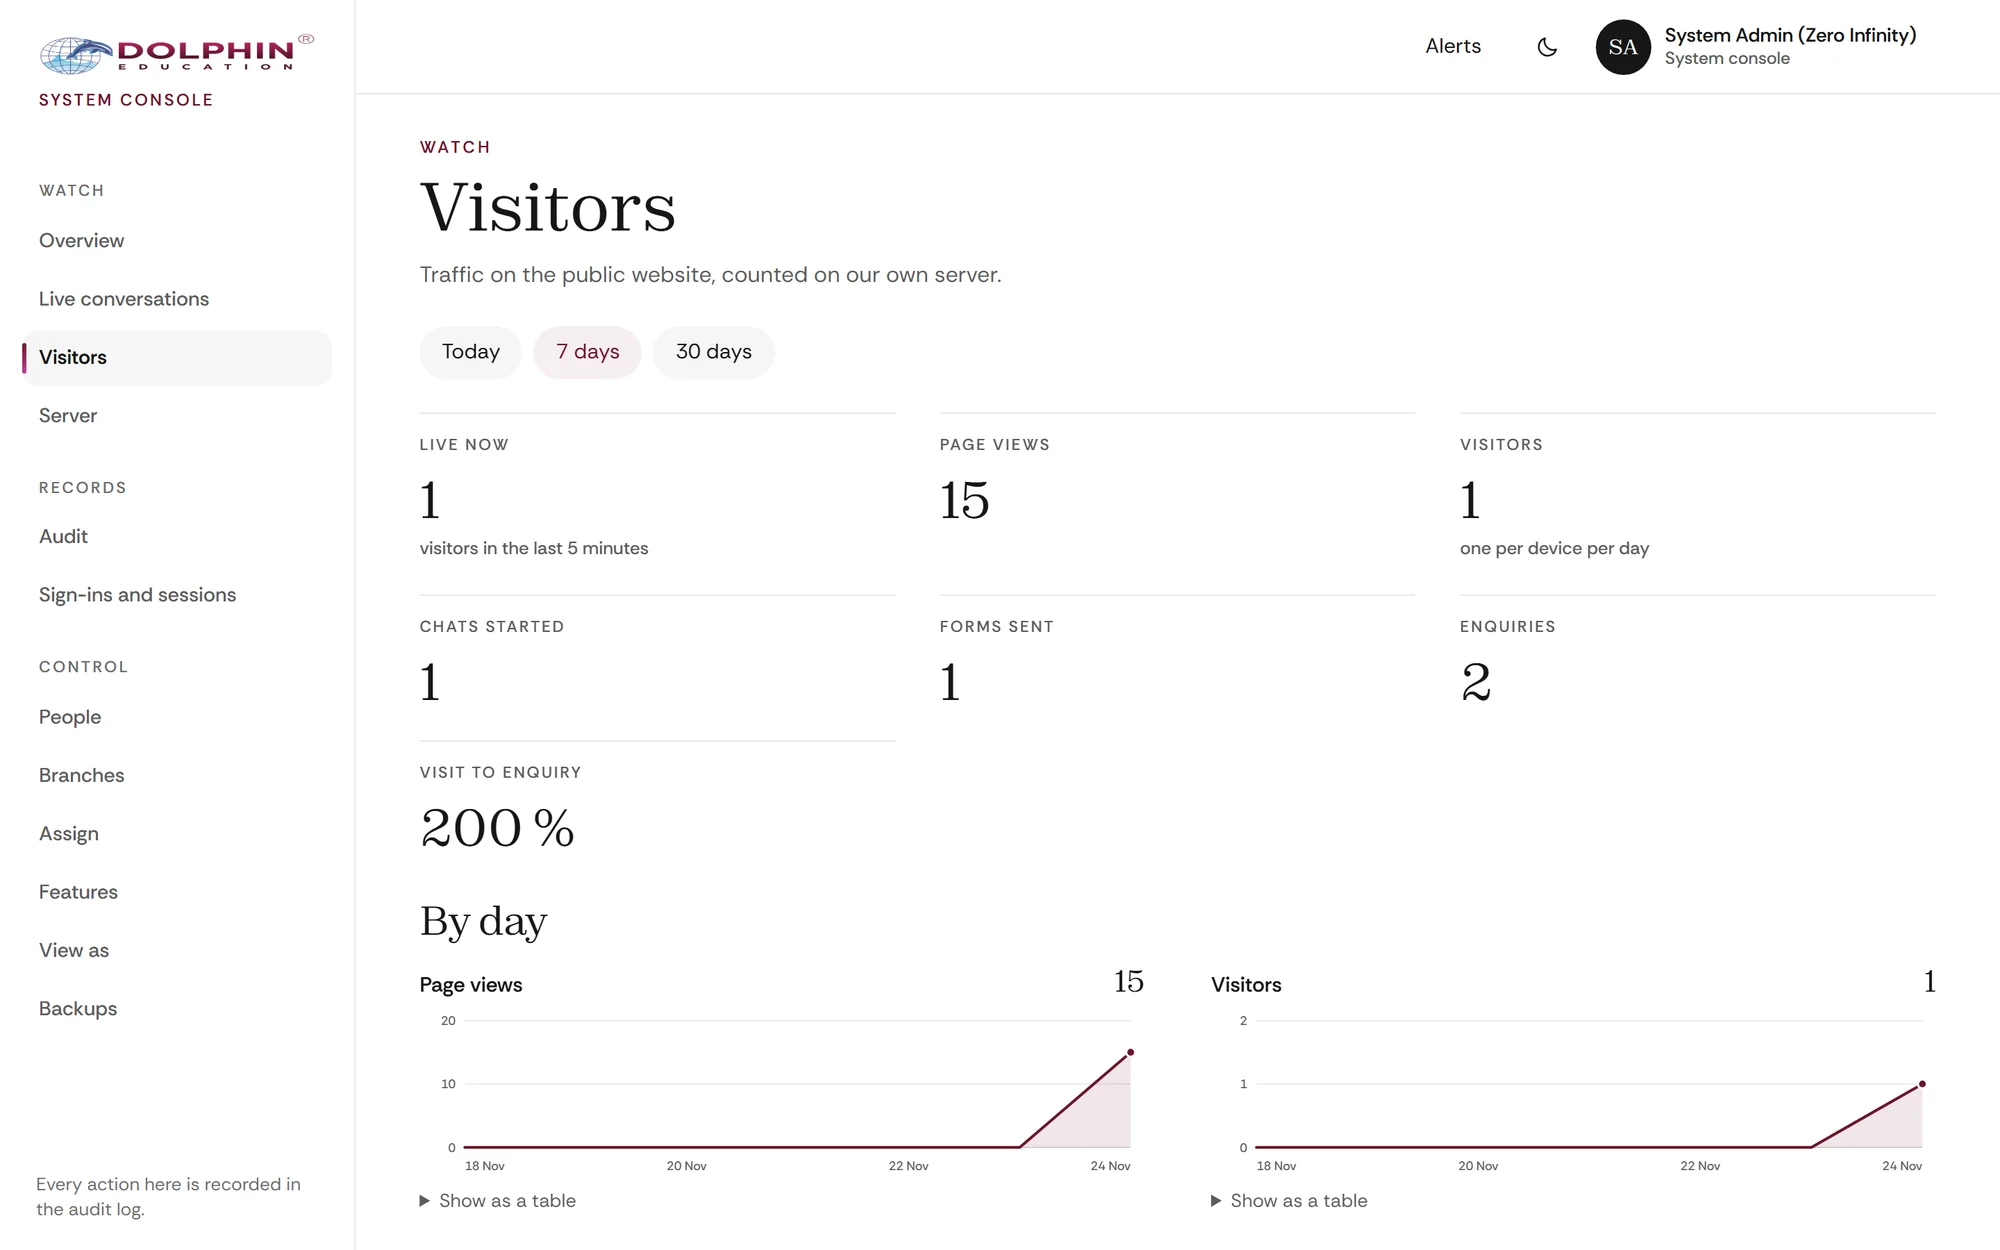 DOLPHIN ®
EDUCATION
SYSTEM CONSOLE
WATCH
Overview
Live conversations
Visitors
Server
RECORDS
Audit
Sign-ins and sessions
CONTROL
People
Branches
Assign
Features
View as
Backups
Every action here is recorded in
the audit log.
Alerts
SA
System Admin (Zero Infinity)
System console
WATCH
Visitors
Traffic on the public website, counted on our own server.
Today
7 days
30 days
LIVE NOW
1
visitors in the last 5 minutes
PAGE VIEWS
15
VISITORS
1
one per device per day
CHATS STARTED
1
FORMS SENT
1
ENQUIRIES
2
VISIT TO ENQUIRY
200 %
By day
Page views
15
20
10
0
18 Nov
20 Nov
22 Nov
24 Nov
Show as a table
Visitors
1
2
1
0
18 Nov
20 Nov
22 Nov
24 Nov
Show as a table